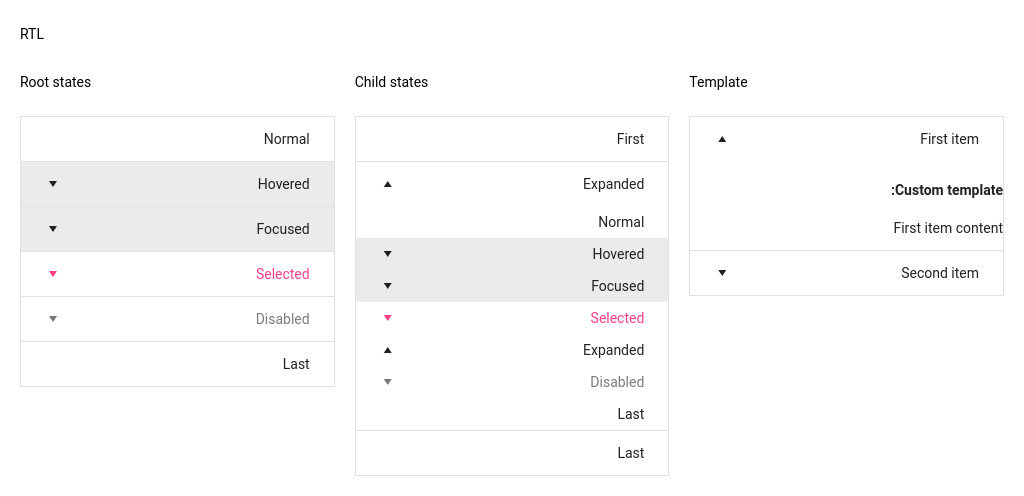 RTL
Root states
Normal
Hovered
Focused
Selected
Disabled
Last
Child states
First
Expanded
Normal
Hovered
Focused
Selected
Expanded
Disabled
Last
Last
Template
First item
:Custom template
First item content
Second item